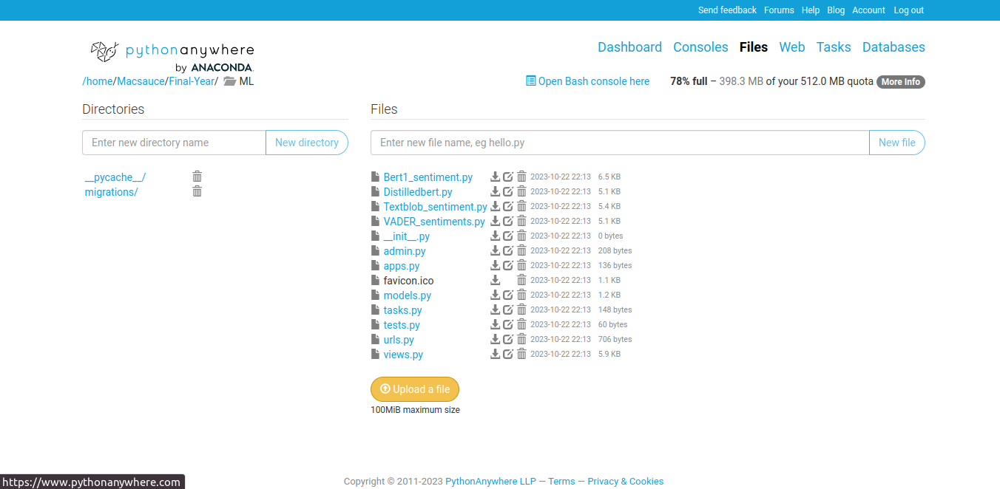 Send feedback Forums Help Blog Account Log out
pythonanywhere
by ANACONDA.
Dashboard Consoles Files Web Tasks Databases
/home/Macsauce/Final-Year/ ML
Open Bash console here 78% full – 398.3 MB of your 512.0 MB quota More Info
Directories
Enter new directory name New directory
__pycache__/
migrations/
Files
Enter new file name, eg hello.py New file
Bert1_sentiment.py 2023-10-22 22:13 6.5 KB
Distilledbert.py 2023-10-22 22:13 5.1 KB
Textblob_sentiment.py 2023-10-22 22:13 5.4 KB
VADER_sentiments.py 2023-10-22 22:13 5.1 KB
__init__.py 2023-10-22 22:13 0 bytes
admin.py 2023-10-22 22:13 208 bytes
apps.py 2023-10-22 22:13 136 bytes
favicon.ico 2023-10-22 22:13 1.1 KB
models.py 2023-10-22 22:13 1.2 KB
tasks.py 2023-10-22 22:13 148 bytes
tests.py 2023-10-22 22:13 60 bytes
urls.py 2023-10-22 22:13 706 bytes
views.py 2023-10-22 22:13 5.9 KB
Upload a file
100MiB maximum size
Copyright © 2011-2023 PythonAnywhere LLP — Terms — Privacy & Cookies
https://www.pythonanywhere.com